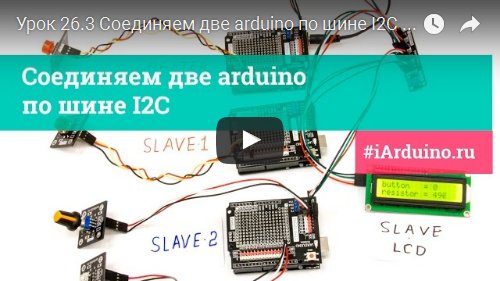 Урок 26.3 Соединяем две arduino по шине I2C ...
Соединяем две arduino
по шине I2C
#iArduino.ru
SLAVE:1
button = 0
resistor = 496
SLAVE-2
SLAVE
LCD